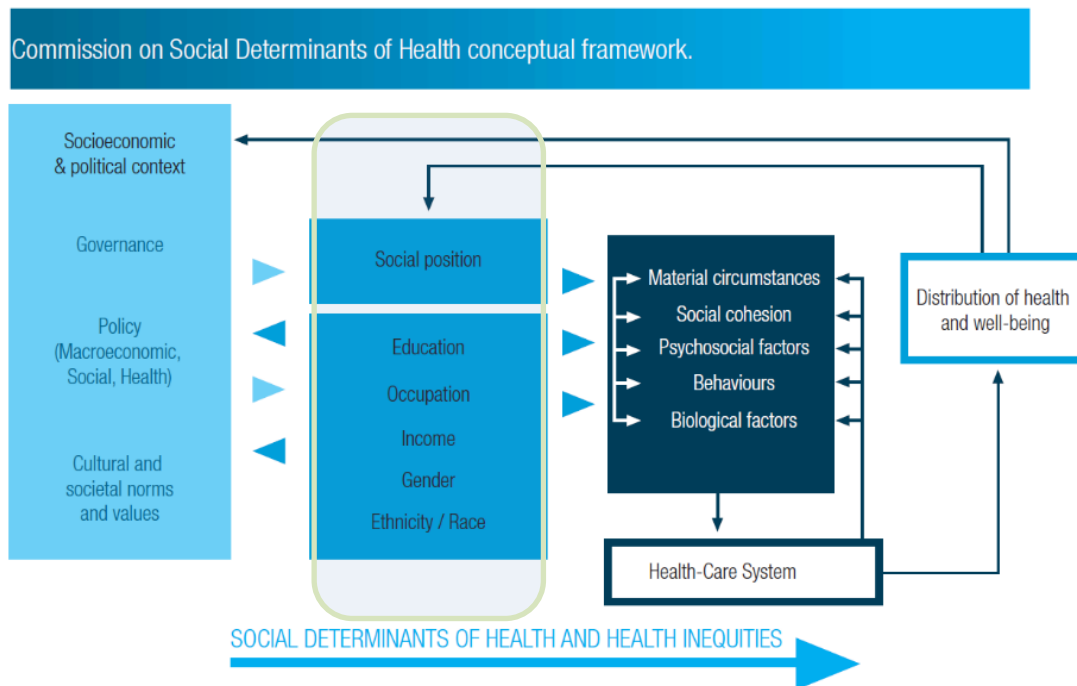 Commission on Social Determinants of Health conceptual framework.
Socioeconomic
& political context
Governance
Policy
(Macroeconomic,
Social, Health)
Cultural and
societal norms
and values
Social position
Education
Occupation
Income
Gender
Ethnicity / Race
Material circumstances
Social cohesion
Psychosocial factors
Behaviours
Biological factors
Health-Care System
Distribution of health
and well-being
SOCIAL DETERMINANTS OF HEALTH AND HEALTH INEQUITIES